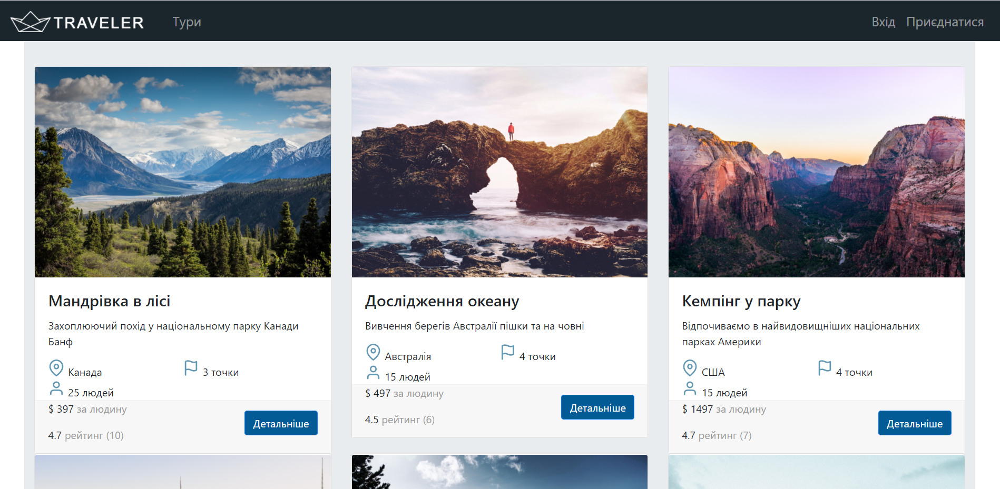 TRAVELER
Тури
Вхід
Приєднатися
Мандрівка в лісі
Захоплюючий похід у національному парку Канади
Банф
Канада
3 точки
25 людей
$ 397 за людину
4.7 рейтинг (10)
Детальніше
Дослідження океану
Вивчення берегів Австралії пішки та на човні
Австралія
4 точки
15 людей
$ 497 за людину
4.5 рейтинг (6)
Детальніше
Кемпінг у парку
Відпочиваємо в найвидовищніших національних
парках Америки
США
4 точки
15 людей
$ 1497 за людину
4.7 рейтинг (7)
Детальніше